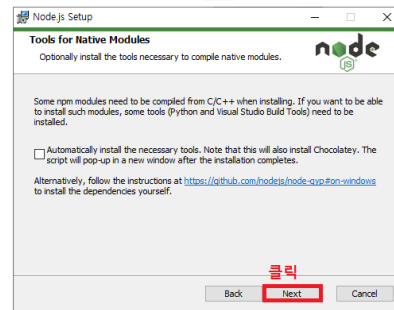 Node.js Setup
Tools for Native Modules
Optionally install the tools necessary to compile native modules.
node
JS
Some npm modules need to be compiled from C/C++ when installing. If you want to be able
to install such modules, some tools (Python and Visual Studio Build Tools) need to be
installed.
Automatically install the necessary tools. Note that this will also install Chocolatey. The
script will pop-up in a new window after the installation completes.
Alternatively, follow the instructions at https://github.com/nodejs/node-gyp#on-windows
to install the dependencies yourself.
클릭
Back Next Cancel